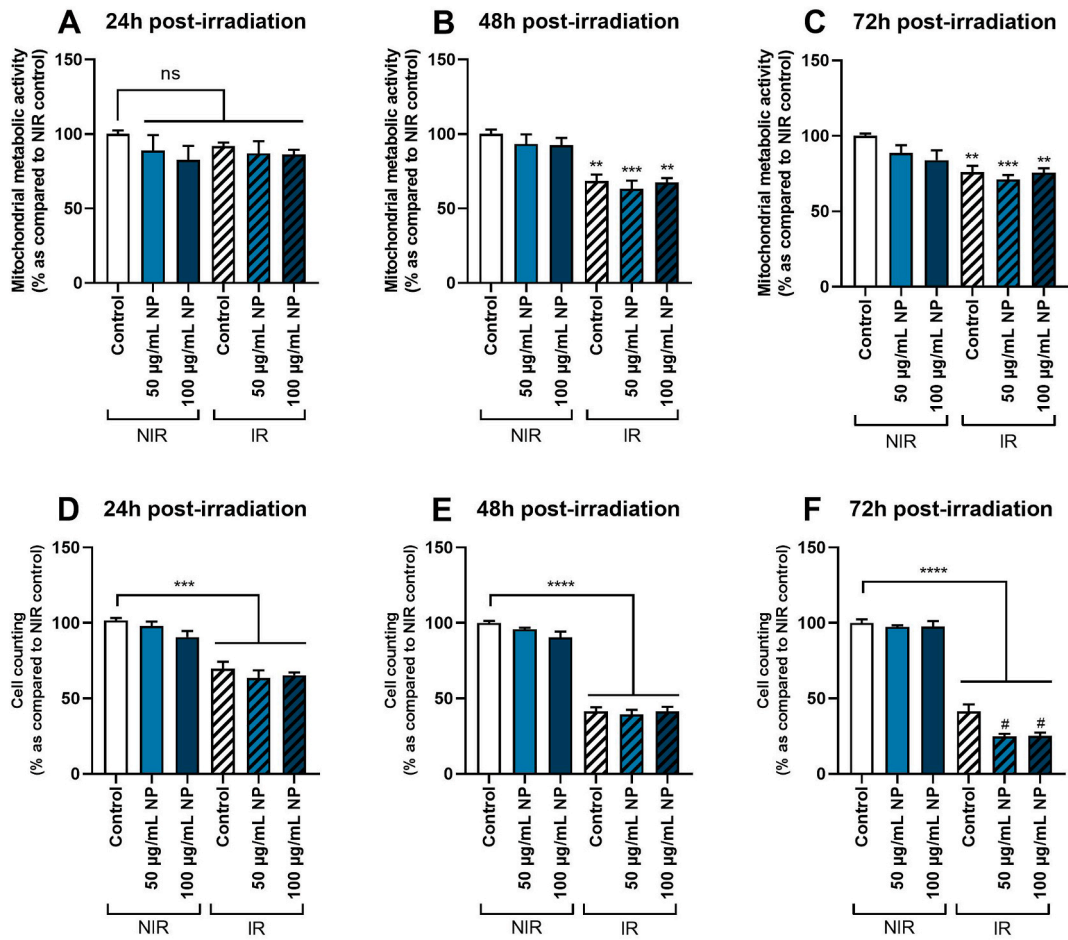 A 24h post-irradiation
Mitochondrial metabolic activity
(% as compared to NIR control)
150
100
50
0
ns
Control
50 µg/mL NP
100 µg/mL NP
Control
50 µg/mL NP
100 µg/mL NP
NIR
IR
B 48h post-irradiation
Mitochondrial metabolic activity
(% as compared to NIR control)
150
100
50
0
** *** **
Control
50 µg/mL NP
100 µg/mL NP
Control
50 µg/mL NP
100 µg/mL NP
NIR
IR
C 72h post-irradiation
Mitochondrial metabolic activity
(% as compared to NIR control)
150
100
50
0
** *** **
Control
50 µg/mL NP
100 µg/mL NP
Control
50 µg/mL NP
100 µg/mL NP
NIR
IR
D 24h post-irradiation
Cell counting
(% as compared to NIR control)
150
100
50
0
***
Control
50 µg/mL NP
100 µg/mL NP
Control
50 µg/mL NP
100 µg/mL NP
NIR
IR
E 48h post-irradiation
Cell counting
(% as compared to NIR control)
150
100
50
0
****
Control
50 µg/mL NP
100 µg/mL NP
Control
50 µg/mL NP
100 µg/mL NP
NIR
IR
F 72h post-irradiation
Cell counting
(% as compared to NIR control)
150
100
50
0
****
# #
Control
50 µg/mL NP
100 µg/mL NP
Control
50 µg/mL NP
100 µg/mL NP
NIR
IR